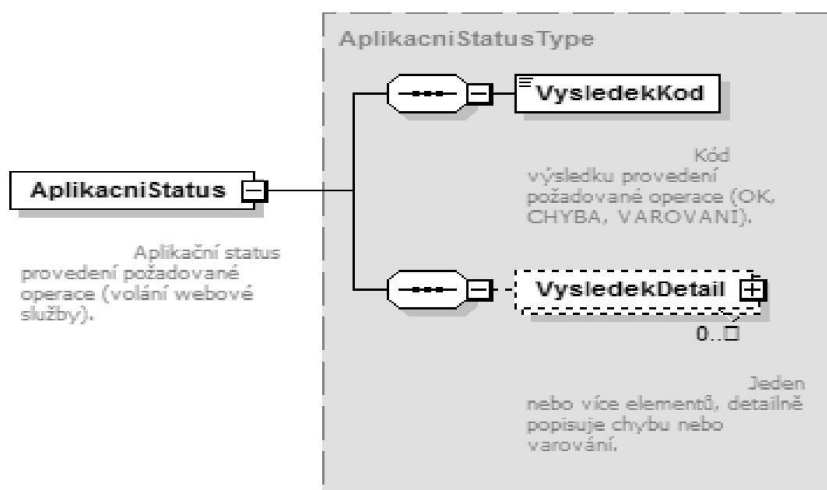 AplikacniStatusType
VysledekKod
Kód
výsledku provedení
požadované operace (OK,
CHYBA, VAROVANI).
AplikacniStatus
Aplikační status
provedení požadované
operace (volání webové
služby).
VysledekDetail
0..□
Jeden
nebo více elementů, detailně
popisuje chybu nebo
varování.